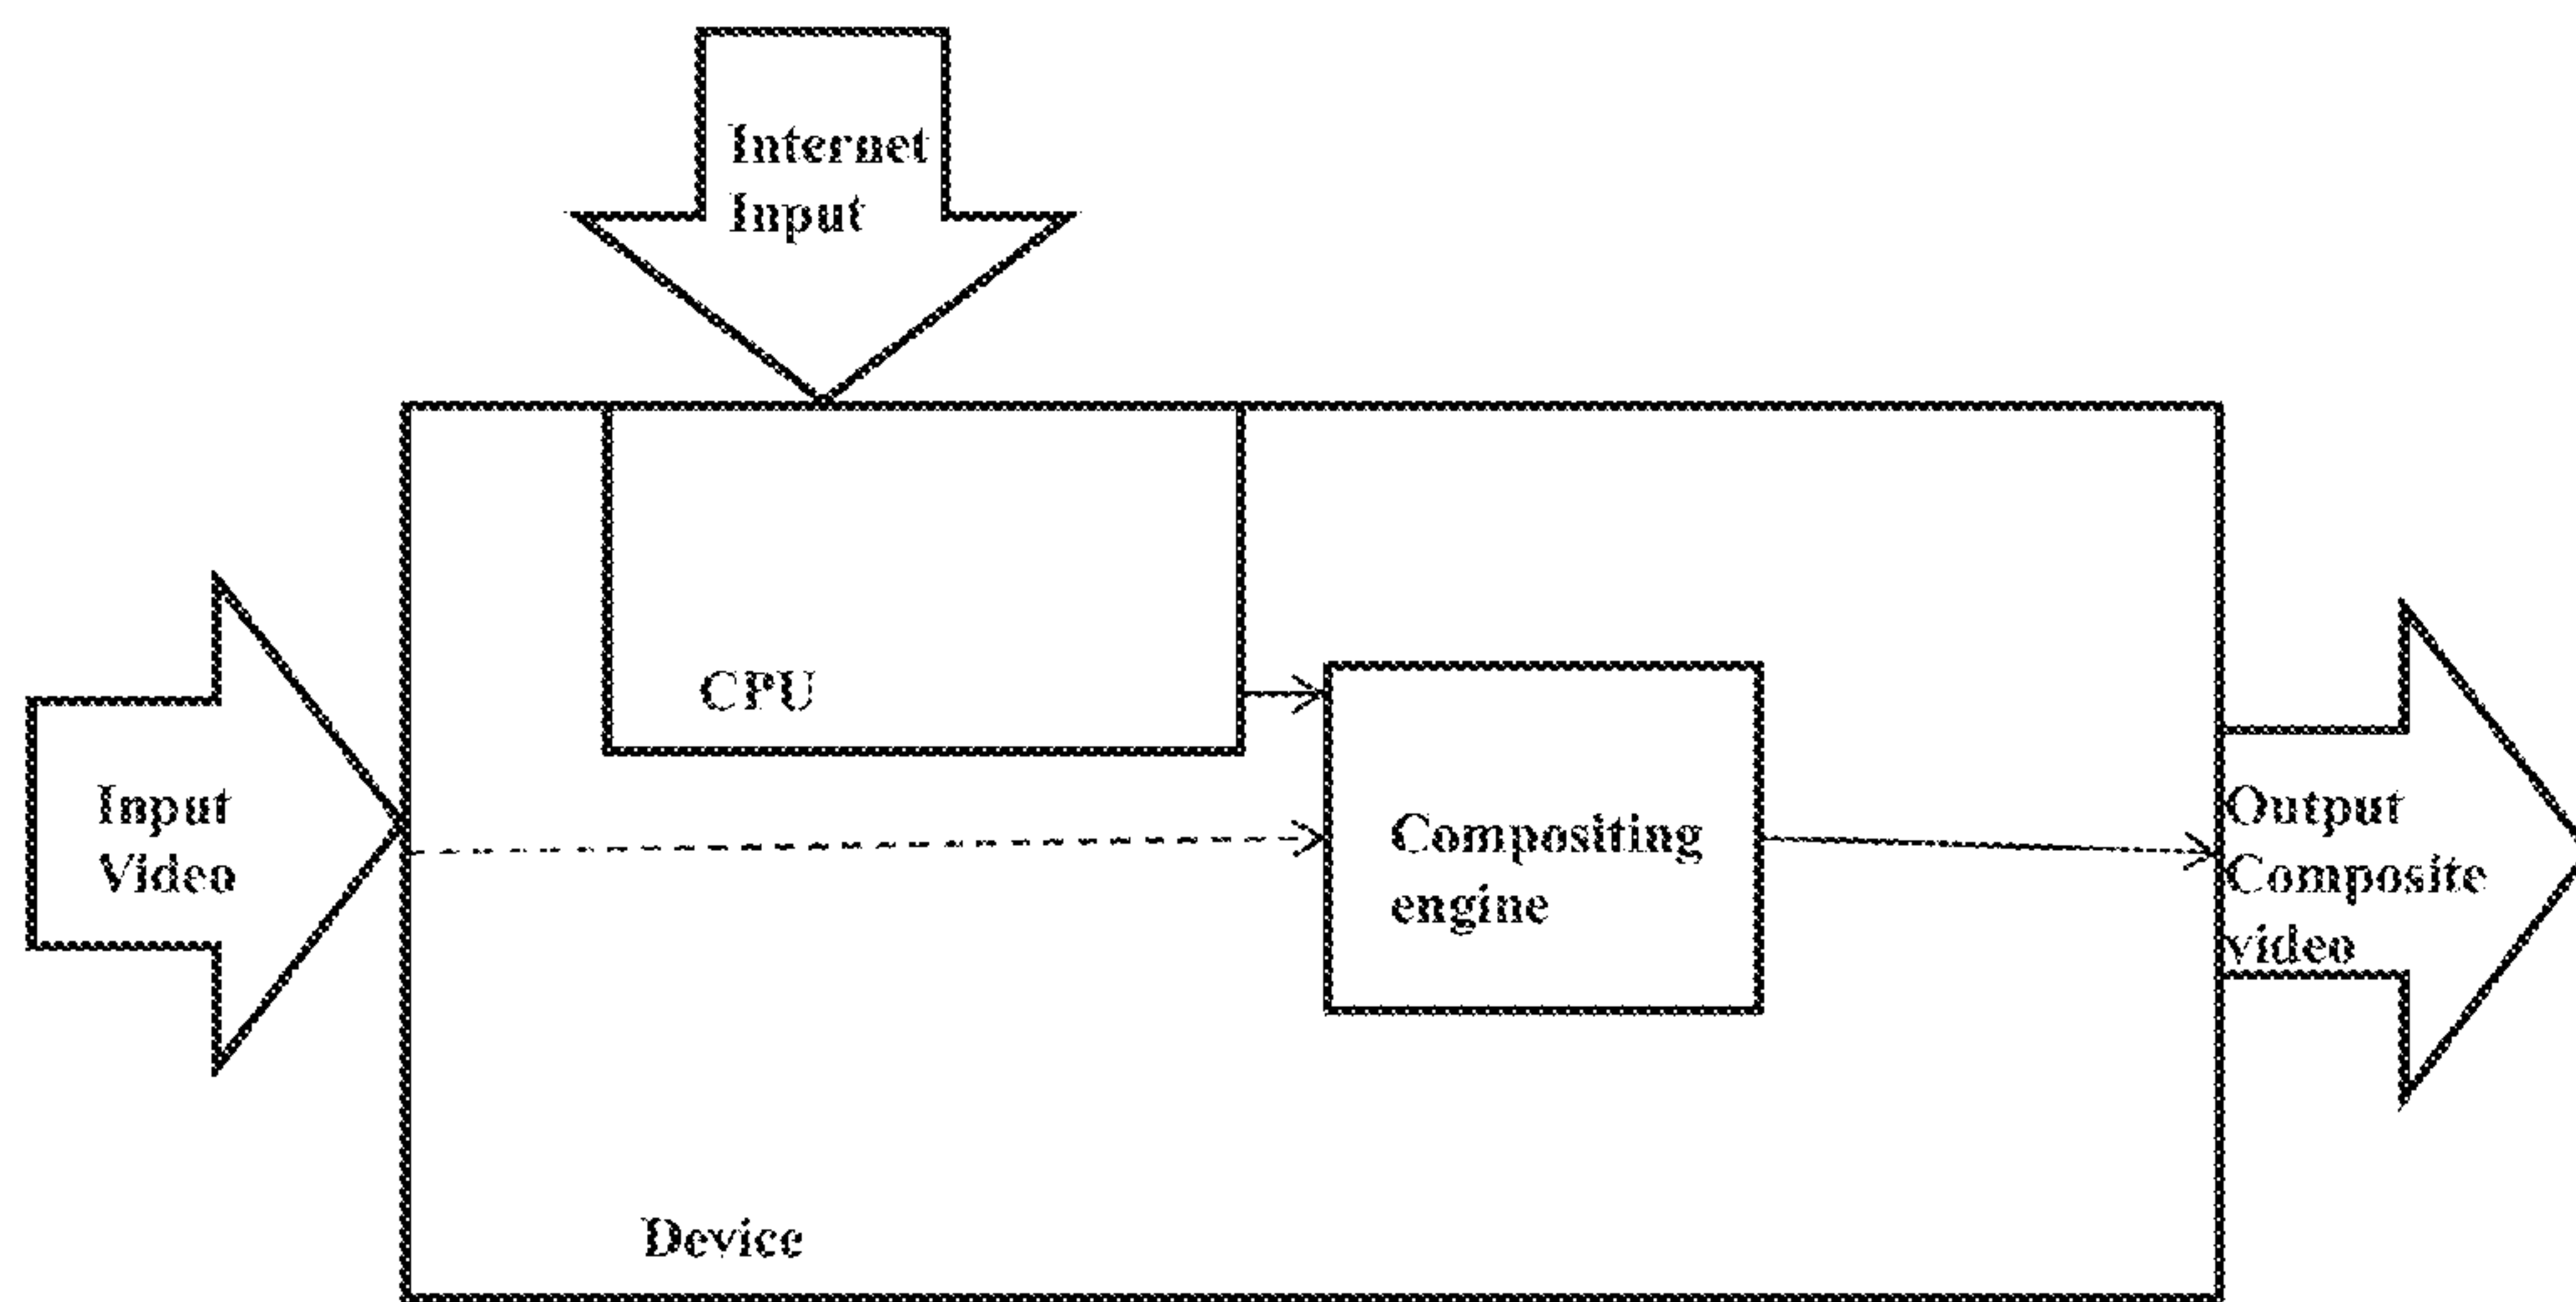 Internet
Input
CPU
Input
Video
Compositing
engine
Output
Composite
video
Device